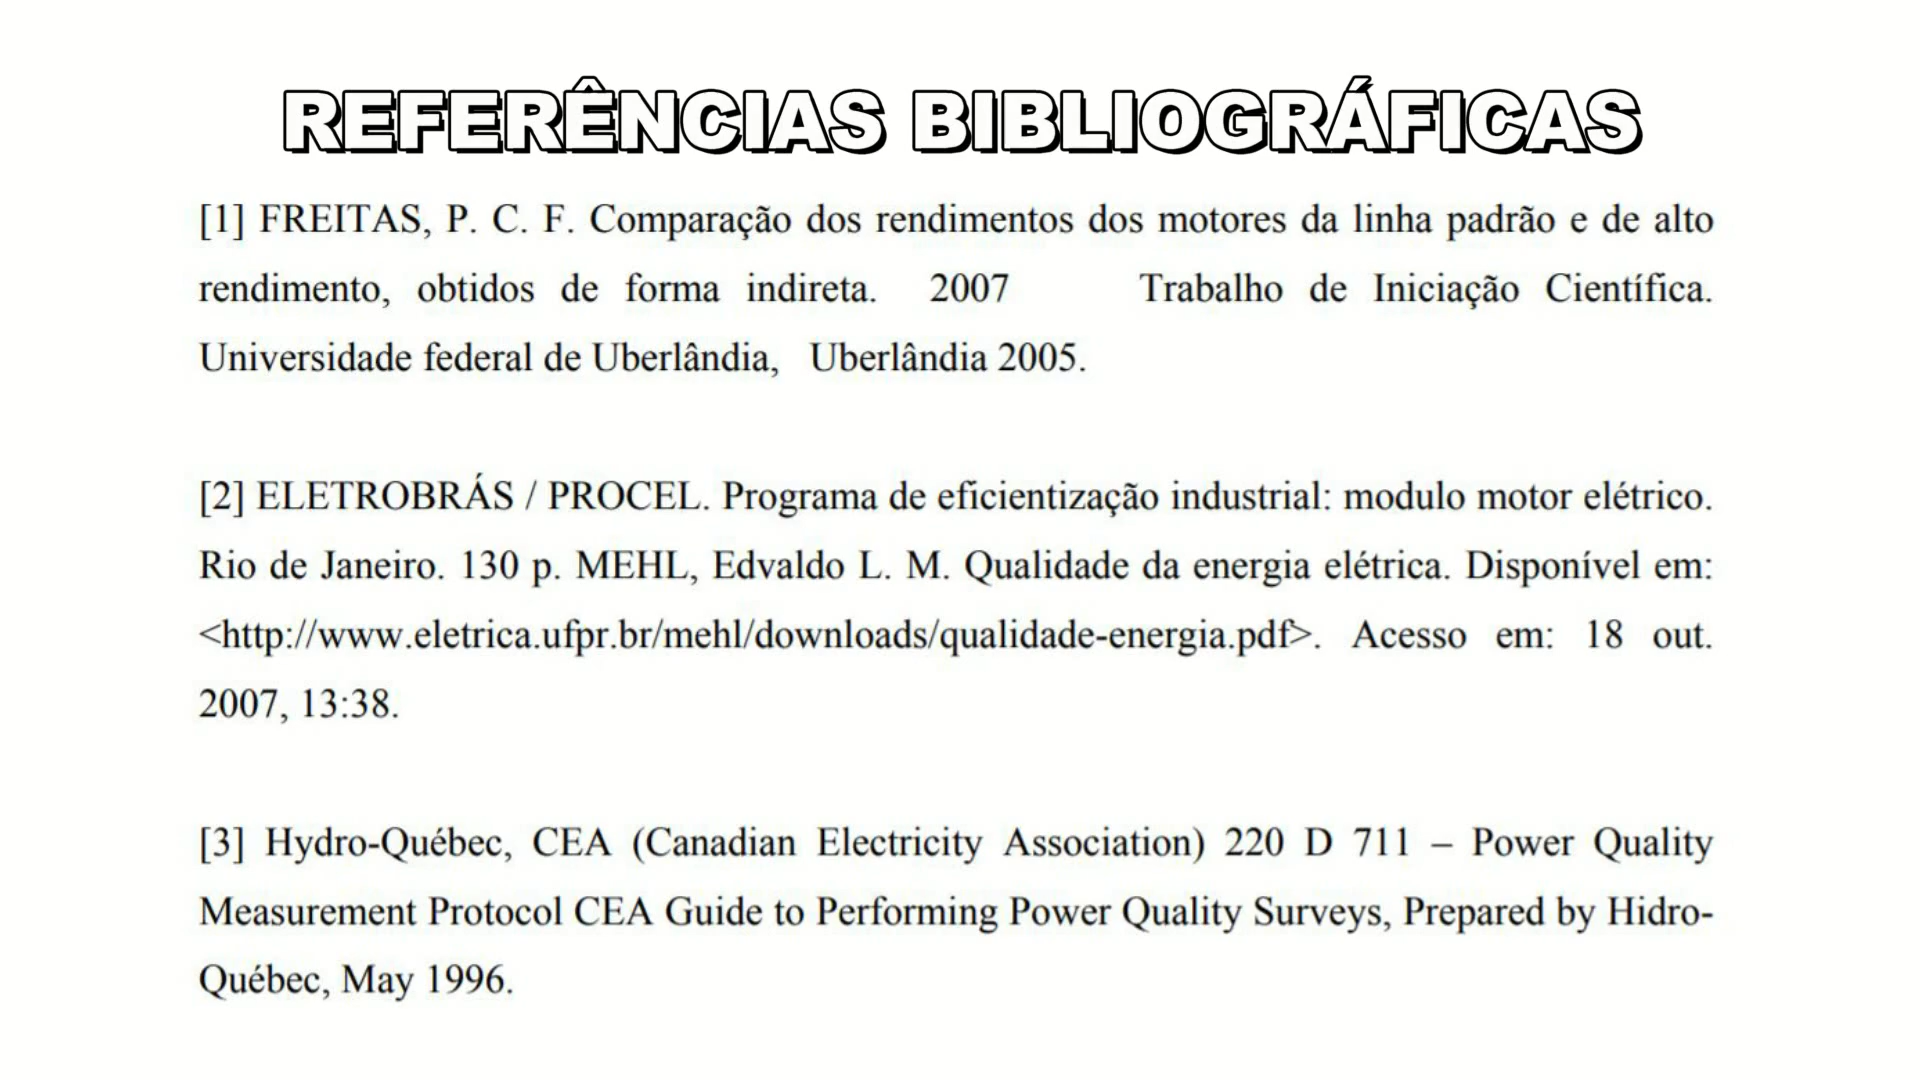 REFERÊNCIAS BIBLIOGRÁFICAS
[1] FREITAS, P. C. F. Comparação dos rendimentos dos motores da linha padrão e de alto
rendimento, obtidos de forma indireta. 2007 Trabalho de Iniciação Científica.
Universidade federal de Uberlândia, Uberlândia 2005.
[2] ELETROBRÁS / PROCEL. Programa de eficientização industrial: modulo motor elétrico.
Rio de Janeiro. 130 p. MEHL, Edvaldo L. M. Qualidade da energia elétrica. Disponível em:
<http://www.eletrica.ufpr.br/mehl/downloads/qualidade-energia.pdf>. Acesso em: 18 out.
2007, 13:38.
[3] Hydro-Québec, CEA (Canadian Electricity Association) 220 D 711 – Power Quality
Measurement Protocol CEA Guide to Performing Power Quality Surveys, Prepared by Hidro-
Québec, May 1996.